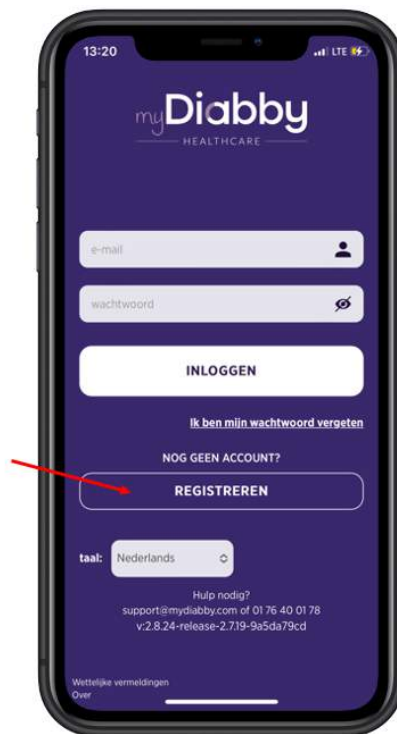 13:20 LTE
myDiabby
HEALTHCARE
e-mail
wachtwoord
INLOGGEN
Ik ben mijn wachtwoord vergeten
NOG GEEN ACCOUNT?
REGISTREREN
taal: Nederlands
Hulp nodig?
support@mydiabby.com of 01 76 40 01 78
v:2.8.24-release-2.7.19-9a5da79cd
Wettelijke vermeldingen
Over